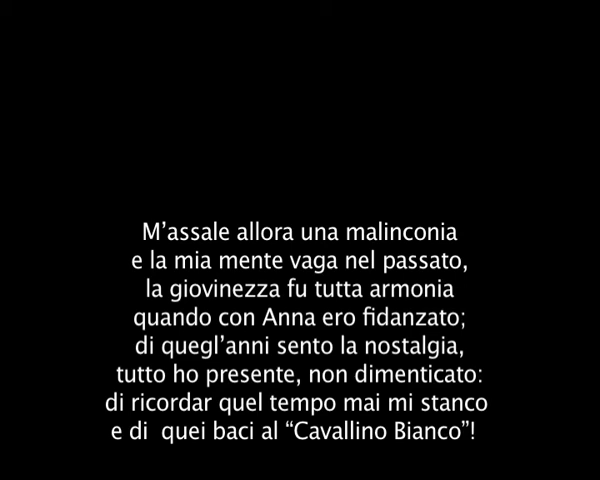 M’assale allora una malinconia
e la mia mente vaga nel passato,
la giovinezza fu tutta armonia
quando con Anna ero fidanzato;
di quegl’anni sento la nostalgia,
tutto ho presente, non dimenticato:
di ricordar quel tempo mai mi stanco
e di  quei baci al “Cavallino Bianco”!